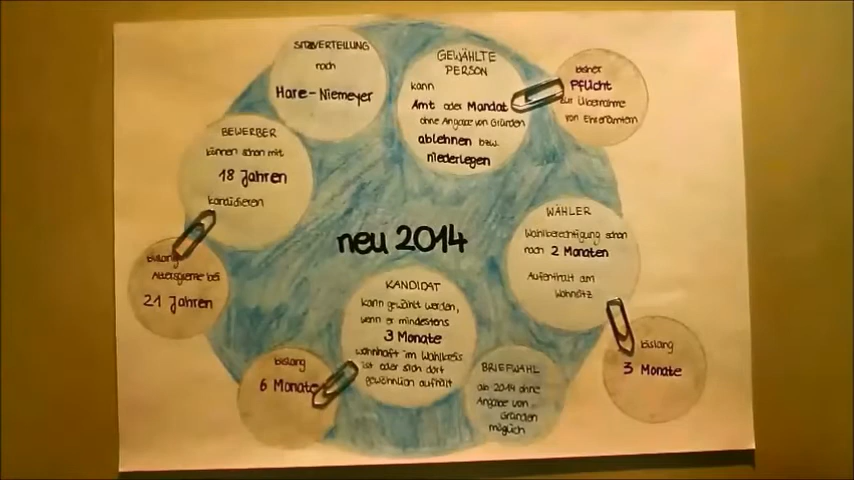 SITZVERTEILUNG
nach
Hare-Niemeyer
GEWÄHLTE
PERSON
kann
Amt oder Mandat
ohne Angabe von Gründen
ablehnen bzw.
niederlegen
bisher
Pflicht
zur Übernahme
von Ehrenämtern
BEWERBER
können schon mit
18 Jahren
kandidieren
bislang
Altersgrenze bei
21 Jahren
neu 2014
WÄHLER
Wahlberechtigung schon
nach 2 Monaten
Aufenthalt am
Wohnsitz
bislang
3 Monate
KANDIDAT
kann gewählt werden,
wenn er mindestens
3 Monate
wohnhaft im Wahlkreis
ist oder sich dort
gewöhnlich aufhält
bislang
6 Monate
BRIEFWAHL
ab 2014 ohne
Angabe von
Gründen
möglich